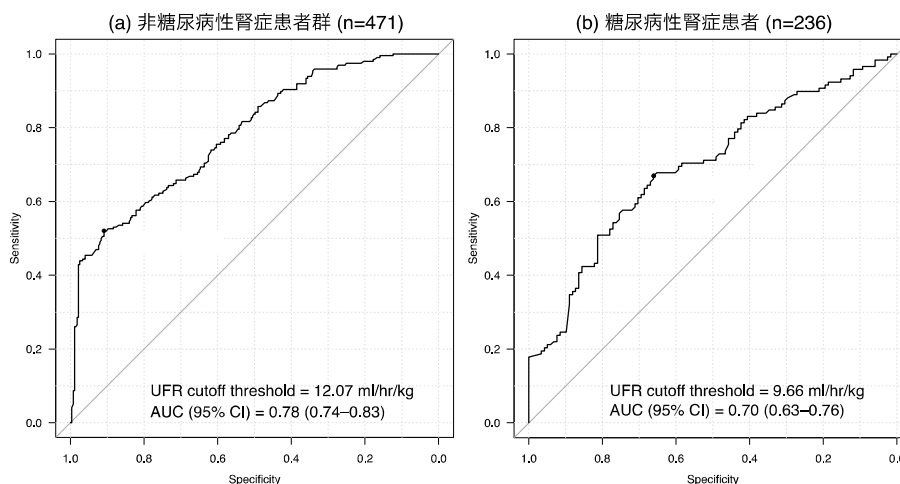 (a) 非糖尿病性腎症患者群 (n=471)
1.0
0.8
0.6
0.4
0.2
0.0
Sensitivity
UFR cutoff threshold = 12.07 ml/hr/kg
AUC (95% CI) = 0.78 (0.74–0.83)
1.0 0.8 0.6 0.4 0.2 0.0
Specificity
(b) 糖尿病性腎症患者 (n=236)
1.0
0.8
0.6
0.4
0.2
0.0
Sensitivity
UFR cutoff threshold = 9.66 ml/hr/kg
AUC (95% CI) = 0.70 (0.63–0.76)
1.0 0.8 0.6 0.4 0.2 0.0
Specificity